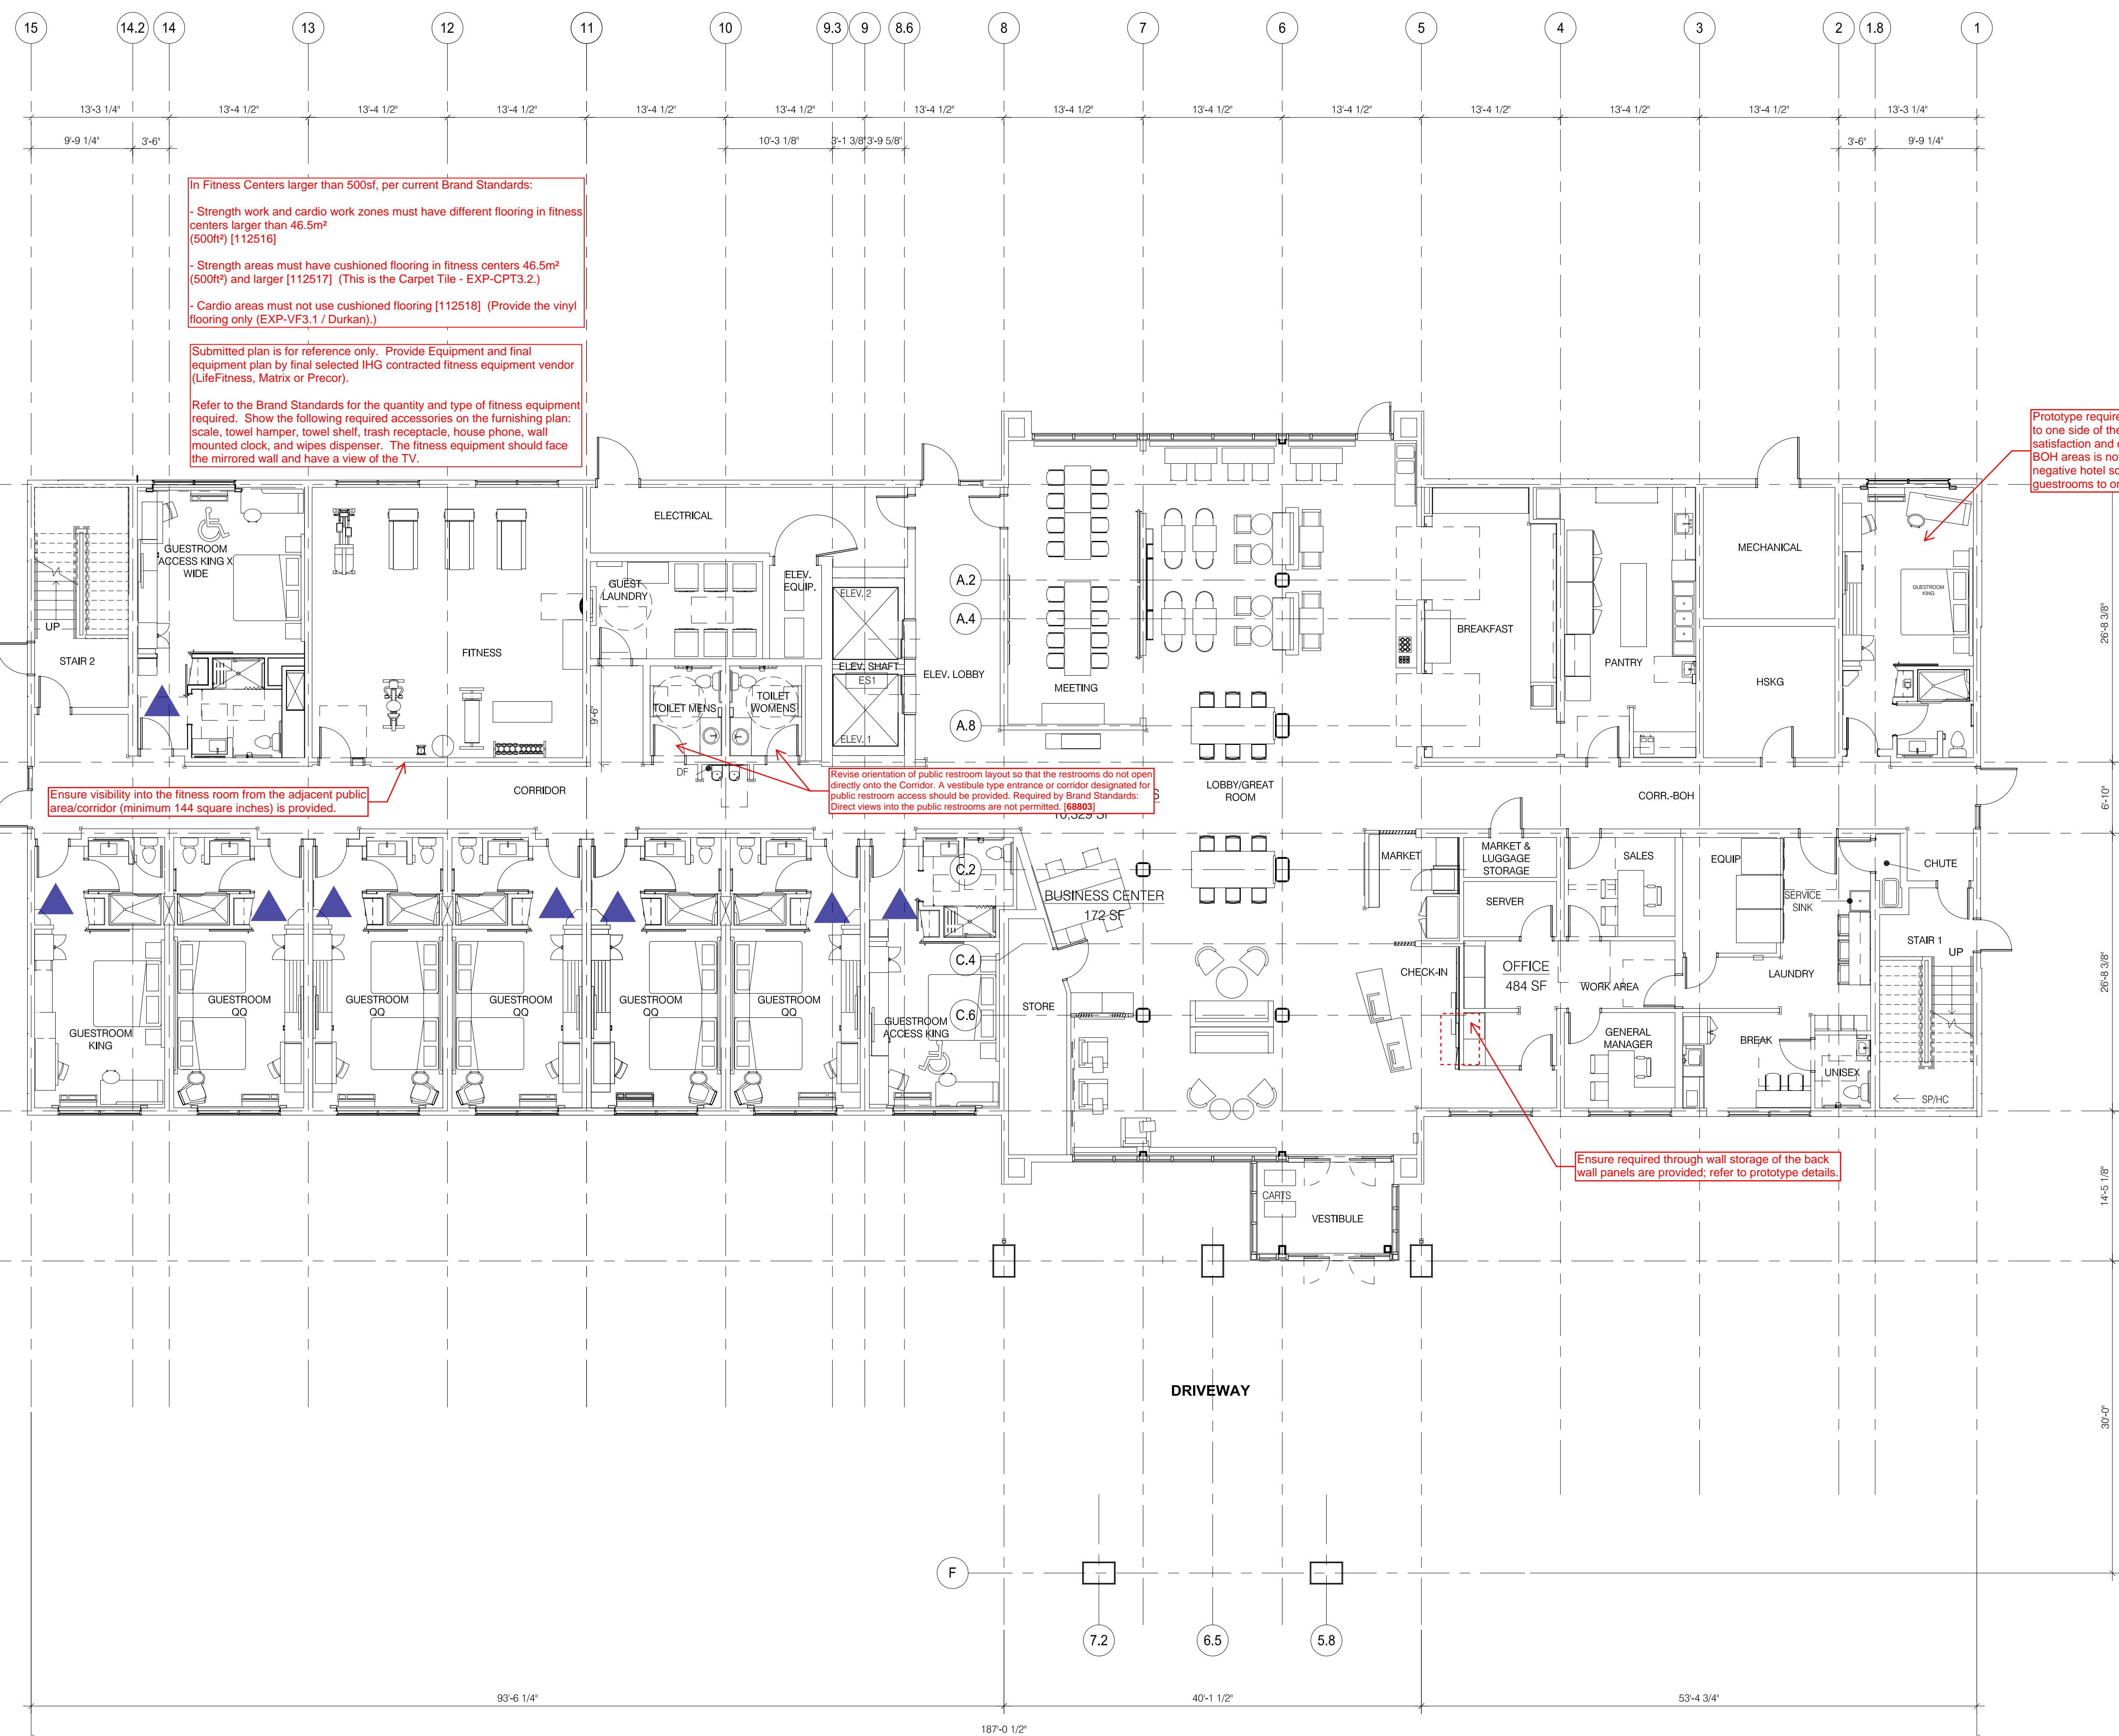 15
14.2
14
13
12
11
10
9.3
9
8.6
8
7
6
5
4
3
2
1.8
1
13'-3 1/4"
13'-4 1/2"
13'-4 1/2"
13'-4 1/2"
13'-4 1/2"
13'-4 1/2"
13'-4 1/2"
13'-4 1/2"
13'-4 1/2"
13'-4 1/2"
13'-4 1/2"
13'-4 1/2"
13'-4 1/2"
13'-3 1/4"
9'-9 1/4"
3'-6"
10'-3 1/8"
3'-1 3/8"
3'-9 5/8"
3'-6"
9'-9 1/4"
In Fitness Centers larger than 500sf, per current Brand Standards:
- Strength work and cardio work zones must have different flooring in fitness
centers larger than 46.5m²
(500ft²) [112516]
- Strength areas must have cushioned flooring in fitness centers 46.5m²
(500ft²) and larger [112517]  (This is the Carpet Tile - EXP-CPT3.2.)
- Cardio areas must not use cushioned flooring [112518]  (Provide the vinyl
flooring only (EXP-VF3.1 / Durkan).)
Submitted plan is for reference only.  Provide Equipment and final
equipment plan by final selected IHG contracted fitness equipment vendor
(LifeFitness, Matrix or Precor).
Refer to the Brand Standards for the quantity and type of fitness equipment
required.  Show the following required accessories on the furnishing plan:
scale, towel hamper, towel shelf, trash receptacle, house phone, wall
mounted clock, and wipes dispenser.  The fitness equipment should face
the mirrored wall and have a view of the TV.
Prototype require
to one side of the
satisfaction and
BOH areas is no
negative hotel sc
guestrooms to o
GUESTROOM
ACCESS KING X
WIDE
UP
STAIR 2
FITNESS
ELECTRICAL
GUEST
LAUNDRY
ELEV.
EQUIP.
ELEV. 2
ELEV. SHAFT
ES1
ELEV. 1
ELEV. LOBBY
TOILET MENS
TOILET
WOMENS
9'-6"
DF
A.2
A.4
A.8
MEETING
BREAKFAST
PANTRY
MECHANICAL
HSKG
GUESTROOM
KING
26'-8 3/8"
Ensure visibility into the fitness room from the adjacent public
area/corridor (minimum 144 square inches) is provided.
CORRIDOR
Revise orientation of public restroom layout so that the restrooms do not open
directly onto the Corridor. A vestibule type entrance or corridor designated for
public restroom access should be provided. Required by Brand Standards:
Direct views into the public restrooms are not permitted. [68803]
S
10,329 SF
LOBBY/GREAT
ROOM
CORR.-BOH
6'-10"
C.2
C.4
C.6
BUSINESS CENTER
172 SF
MARKET
MARKET &
LUGGAGE
STORAGE
SERVER
SALES
EQUIP
CHUTE
SERVICE
SINK
STAIR 1
UP
CHECK-IN
OFFICE
484 SF
WORK AREA
LAUNDRY
26'-8 3/8"
GUESTROOM
KING
GUESTROOM
QQ
GUESTROOM
QQ
GUESTROOM
QQ
GUESTROOM
QQ
GUESTROOM
QQ
GUESTROOM
ACCESS KING
STORE
GENERAL
MANAGER
BREAK
UNISEX
SP/HC
Ensure required through wall storage of the back
wall panels are provided; refer to prototype details.
CARTS
VESTIBULE
14'-5 1/8"
DRIVEWAY
30'-0"
F
7.2
6.5
5.8
93'-6 1/4"
40'-1 1/2"
53'-4 3/4"
187'-0 1/2"